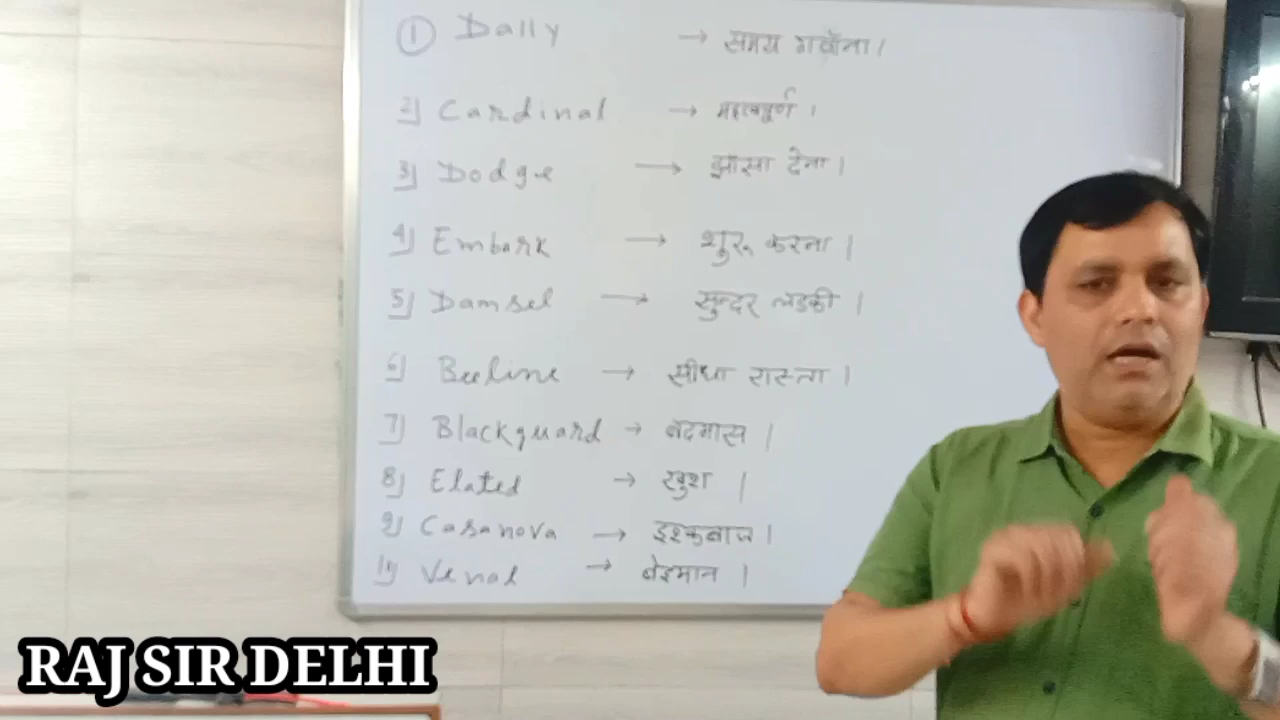 ① Dally → समय गवाँना।
2) Cardinal → महत्वपूर्ण ।
3) Dodge → झाँसा देना।
4) Embark → शुरू करना |
5) Damsel → सुन्दर लडकी |
6) Beeline → सीधा रास्ता |
7) Blackguard → बदमास |
8) Elated → खुश |
9) Casanova → इश्कबाज |
10) Venal → बेइमान |
RAJ SIR DELHI